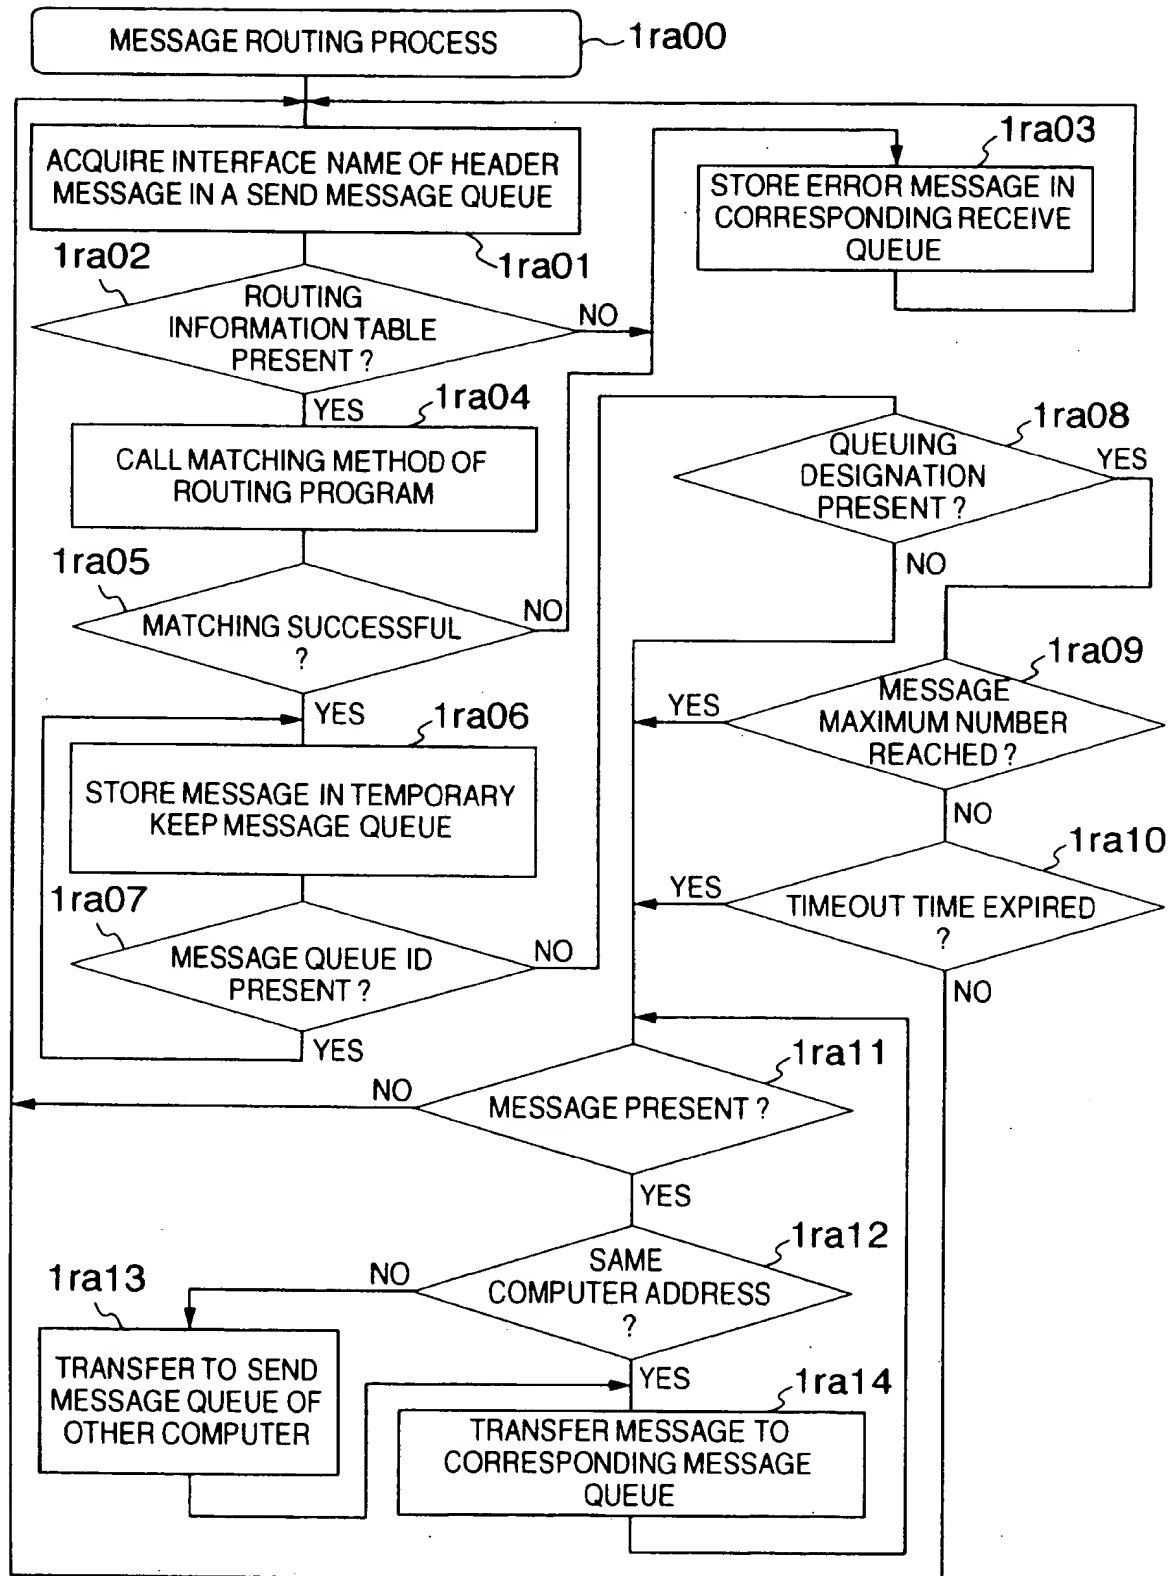 MESSAGE ROUTING PROCESS
1ra00
ACQUIRE INTERFACE NAME OF HEADER
MESSAGE IN A SEND MESSAGE QUEUE
1ra01
1ra03
STORE ERROR MESSAGE IN
CORRESPONDING RECEIVE
QUEUE
1ra02
ROUTING
INFORMATION TABLE
PRESENT ?
NO
YES
1ra04
CALL MATCHING METHOD OF
ROUTING PROGRAM
1ra05
MATCHING SUCCESSFUL
?
NO
YES
1ra06
STORE MESSAGE IN TEMPORARY
KEEP MESSAGE QUEUE
1ra07
MESSAGE QUEUE ID
PRESENT ?
NO
YES
1ra08
QUEUING
DESIGNATION
PRESENT ?
YES
NO
1ra09
MESSAGE
MAXIMUM NUMBER
REACHED ?
YES
NO
1ra10
TIMEOUT TIME EXPIRED
?
YES
NO
1ra11
MESSAGE PRESENT ?
NO
YES
1ra12
SAME
COMPUTER ADDRESS
?
NO
YES
1ra13
TRANSFER TO SEND
MESSAGE QUEUE OF
OTHER COMPUTER
1ra14
TRANSFER MESSAGE TO
CORRESPONDING MESSAGE
QUEUE